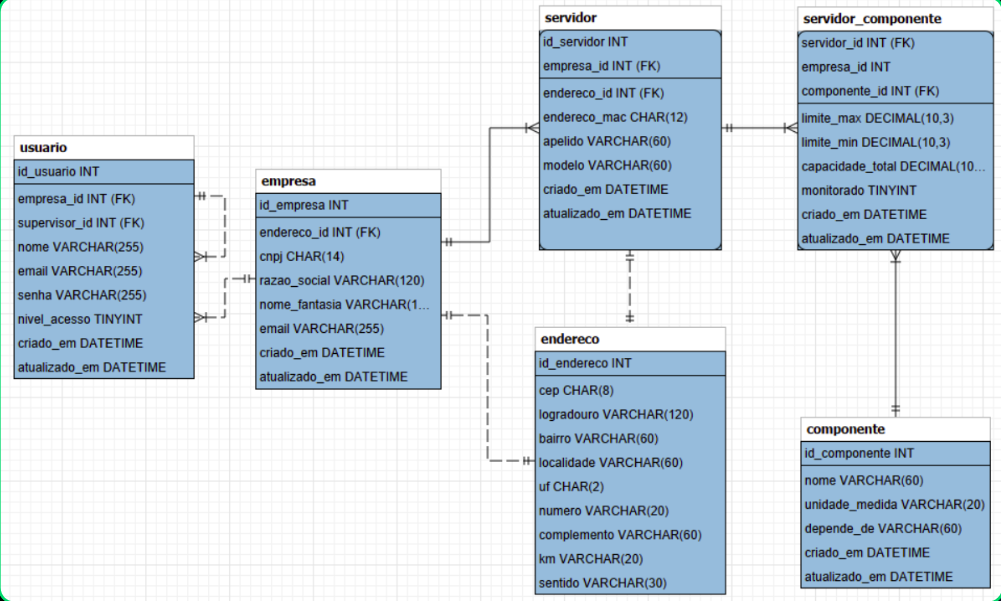 usuario
id_usuario INT
empresa_id INT (FK)
supervisor_id INT (FK)
nome VARCHAR(255)
email VARCHAR(255)
senha VARCHAR(255)
nivel_acesso TINYINT
criado_em DATETIME
atualizado_em DATETIME
empresa
id_empresa INT
endereco_id INT (FK)
cnpj CHAR(14)
razao_social VARCHAR(120)
nome_fantasia VARCHAR(1...
email VARCHAR(255)
criado_em DATETIME
atualizado_em DATETIME
servidor
id_servidor INT
empresa_id INT (FK)
endereco_id INT (FK)
endereco_mac CHAR(12)
apelido VARCHAR(60)
modelo VARCHAR(60)
criado_em DATETIME
atualizado_em DATETIME
endereco
id_endereco INT
cep CHAR(8)
logradouro VARCHAR(120)
bairro VARCHAR(60)
localidade VARCHAR(60)
uf CHAR(2)
numero VARCHAR(20)
complemento VARCHAR(60)
km VARCHAR(20)
sentido VARCHAR(30)
servidor_componente
servidor_id INT (FK)
empresa_id INT
componente_id INT (FK)
limite_max DECIMAL(10,3)
limite_min DECIMAL(10,3)
capacidade_total DECIMAL(10...
monitorado TINYINT
criado_em DATETIME
atualizado_em DATETIME
componente
id_componente INT
nome VARCHAR(60)
unidade_medida VARCHAR(20)
depende_de VARCHAR(60)
criado_em DATETIME
atualizado_em DATETIME